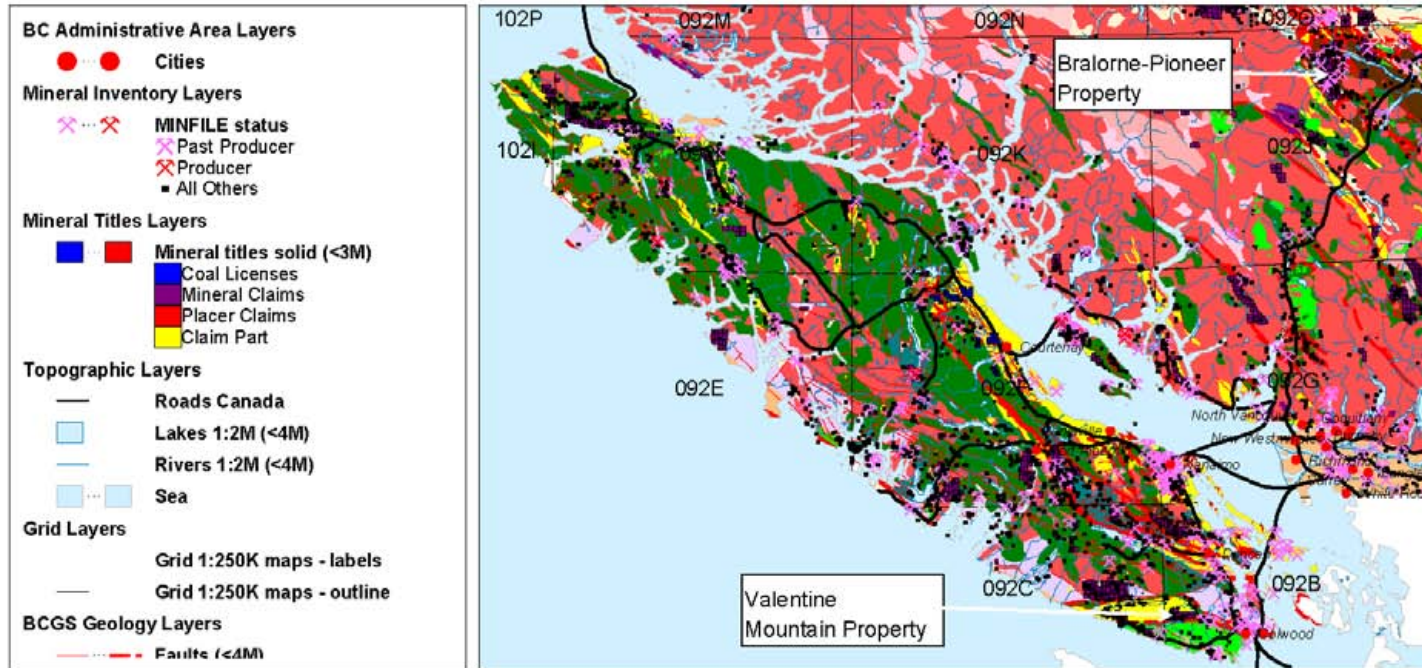 BC Administrative Area Layers
Cities
Mineral Inventory Layers
MINFILE status
Past Producer
Producer
All Others
Mineral Titles Layers
Mineral titles solid (<3M)
Coal Licenses
Mineral Claims
Placer Claims
Claim Part
Topographic Layers
Roads Canada
Lakes 1:2M (<4M)
Rivers 1:2M (<4M)
Sea
Grid Layers
Grid 1:250K maps - labels
Grid 1:250K maps - outline
BCGS Geology Layers
Faults (<4M)
102P
092M
092N
092O
Bralorne-Pioneer
Property
102I
092K
092J
Courtenay
092E
092F
092G
North Vancouver
Coquitlam
New Westminster
Richmond
Nanaimo
092C
092B
Valentine
Mountain Property